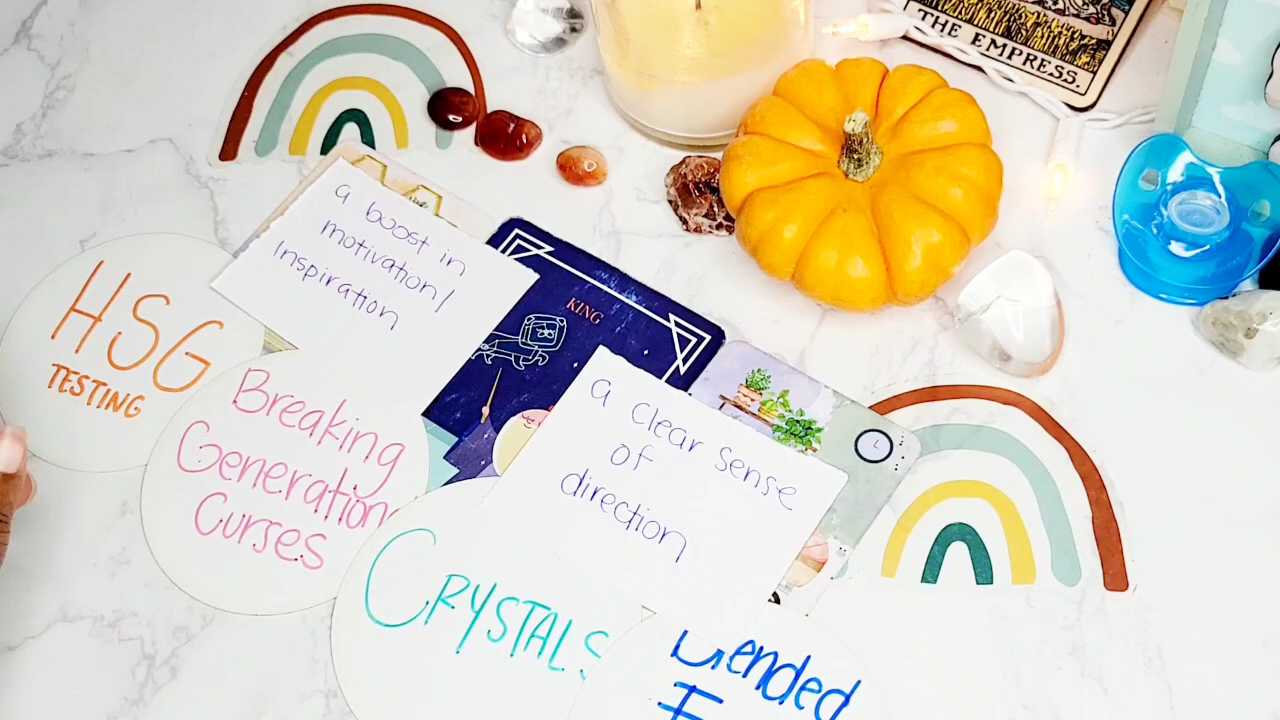 THE EMPRESS.
a boost in
motivation/
Inspiration
KING
HSG
TESTING
Breaking
Generation
Curses
a clear sense
of
direction
CRYSTALS